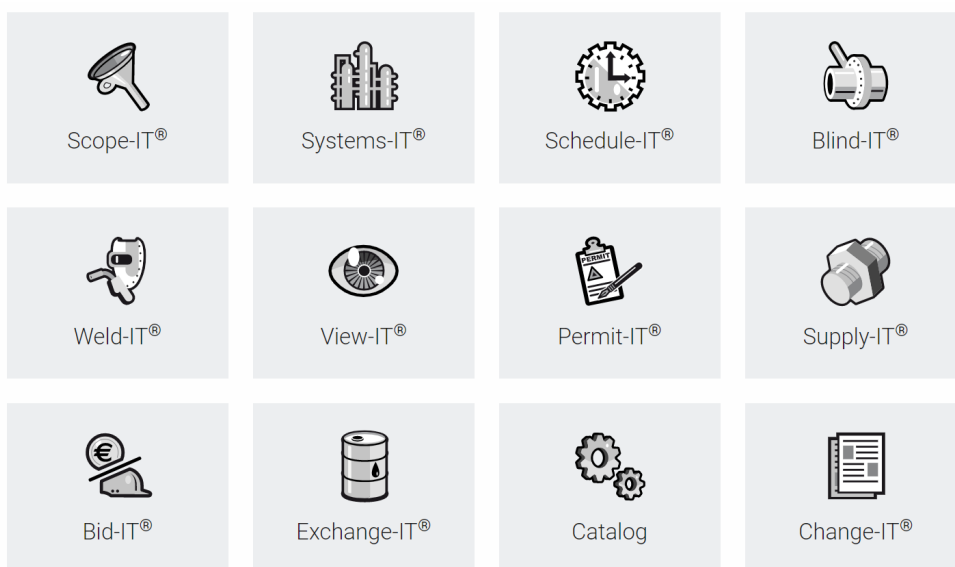 Scope-IT®
Systems-IT®
Schedule-IT®
Blind-IT®
PERMIT
Weld-IT®
View-IT®
Permit-IT®
Supply-IT®
€
Bid-IT®
Exchange-IT®
Catalog
Change-IT®